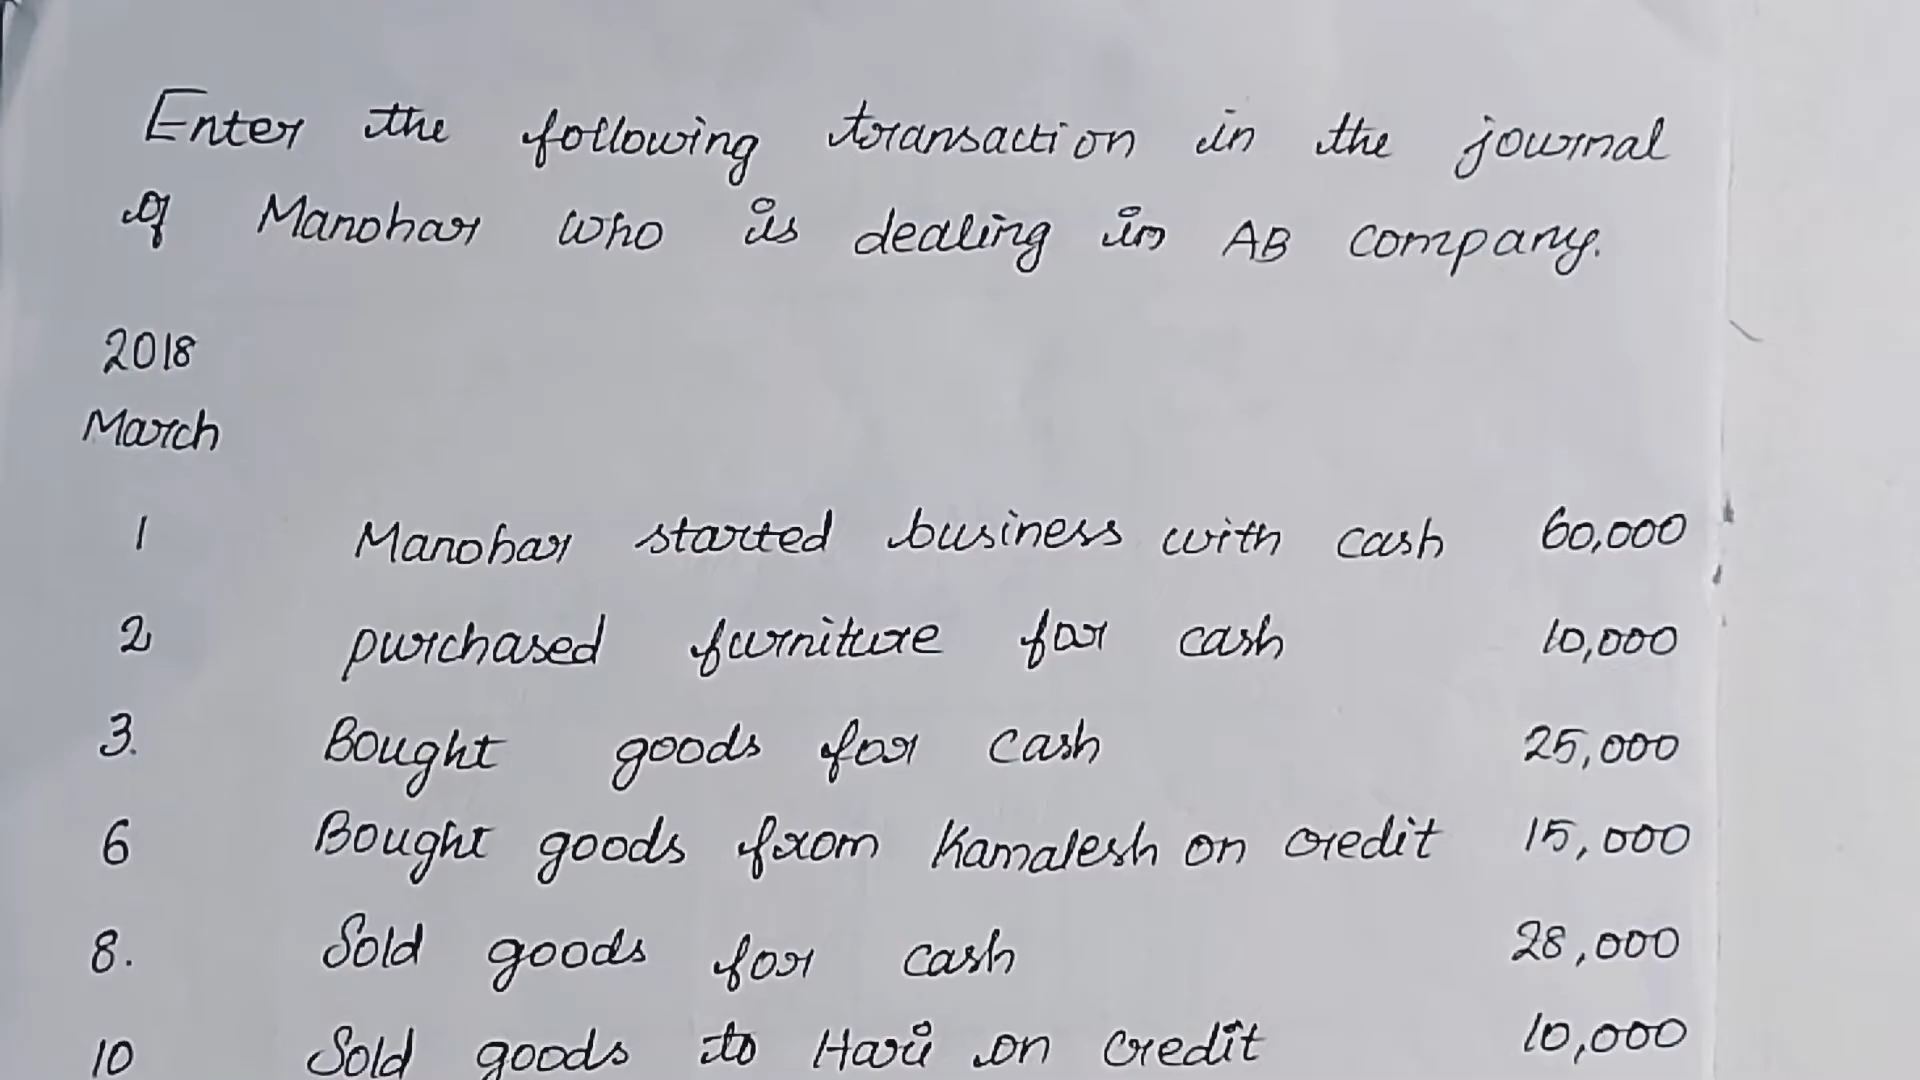 Enter the following transaction in the journal
of Manohar who is dealing in AB company.
2018
March
1 Manohar started business with cash 60,000
2 purchased furniture for cash 10,000
3. Bought goods for cash 25,000
6 Bought goods from Kamalesh on credit 15,000
8. Sold goods for cash 28,000
10 Sold goods to Hari on credit 10,000